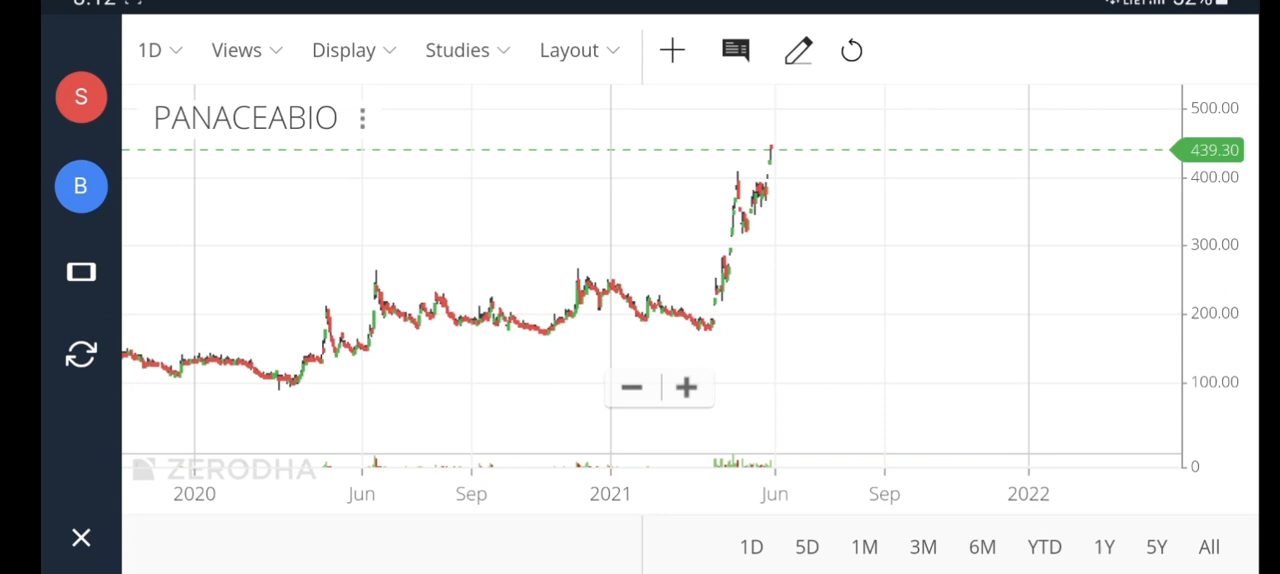 1D Views Display Studies Layout
S
PANACEABIO
B
500.00
439.30
400.00
300.00
200.00
100.00
0
ZERODHA
2020 Jun Sep 2021 Jun Sep 2022
1D 5D 1M 3M 6M YTD 1Y 5Y All